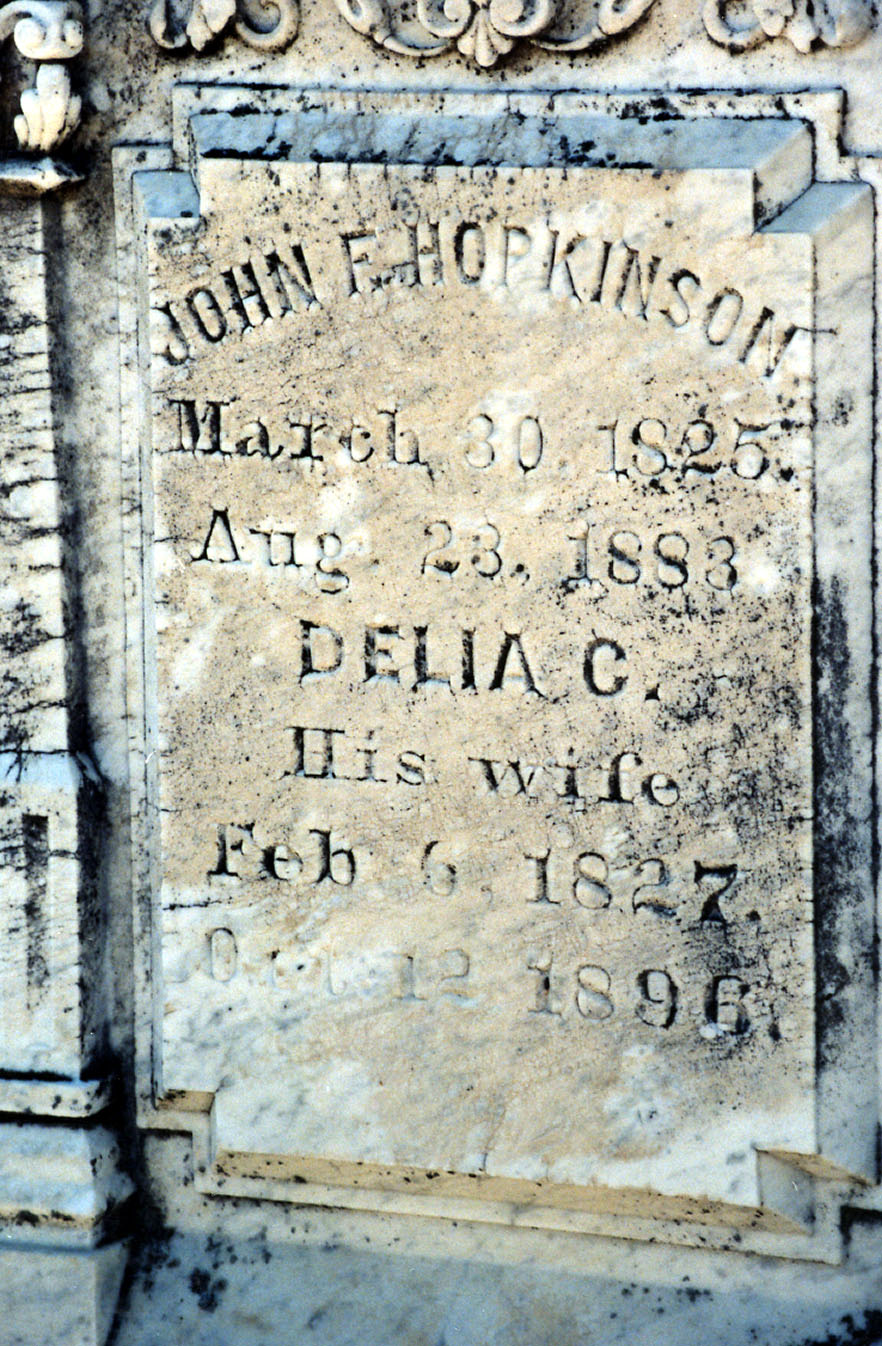 JOHN F. HOPKINSON
March 30, 1825.
Aug. 23, 1883
DELIA C.
His wife
Feb 6, 1827.
Oct. 12 1896.